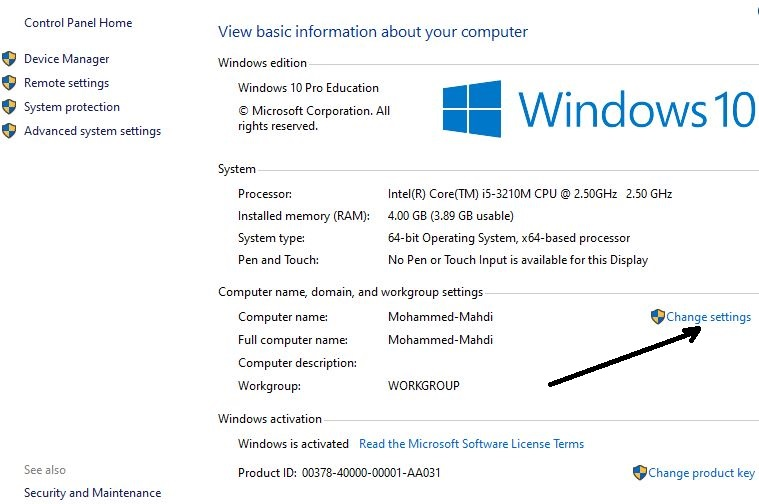 Control Panel Home
Device Manager
Remote settings
System protection
Advanced system settings
See also
Security and Maintenance
View basic information about your computer
Windows edition
Windows 10 Pro Education
© Microsoft Corporation. All
rights reserved.
Windows 10
System
Processor: Intel(R) Core(TM) i5-3210M CPU @ 2.50GHz 2.50 GHz
Installed memory (RAM): 4.00 GB (3.89 GB usable)
System type: 64-bit Operating System, x64-based processor
Pen and Touch: No Pen or Touch Input is available for this Display
Computer name, domain, and workgroup settings
Computer name: Mohammed-Mahdi Change settings
Full computer name: Mohammed-Mahdi
Computer description:
Workgroup: WORKGROUP
Windows activation
Windows is activated Read the Microsoft Software License Terms
Product ID: 00378-40000-00001-AA031 Change product key